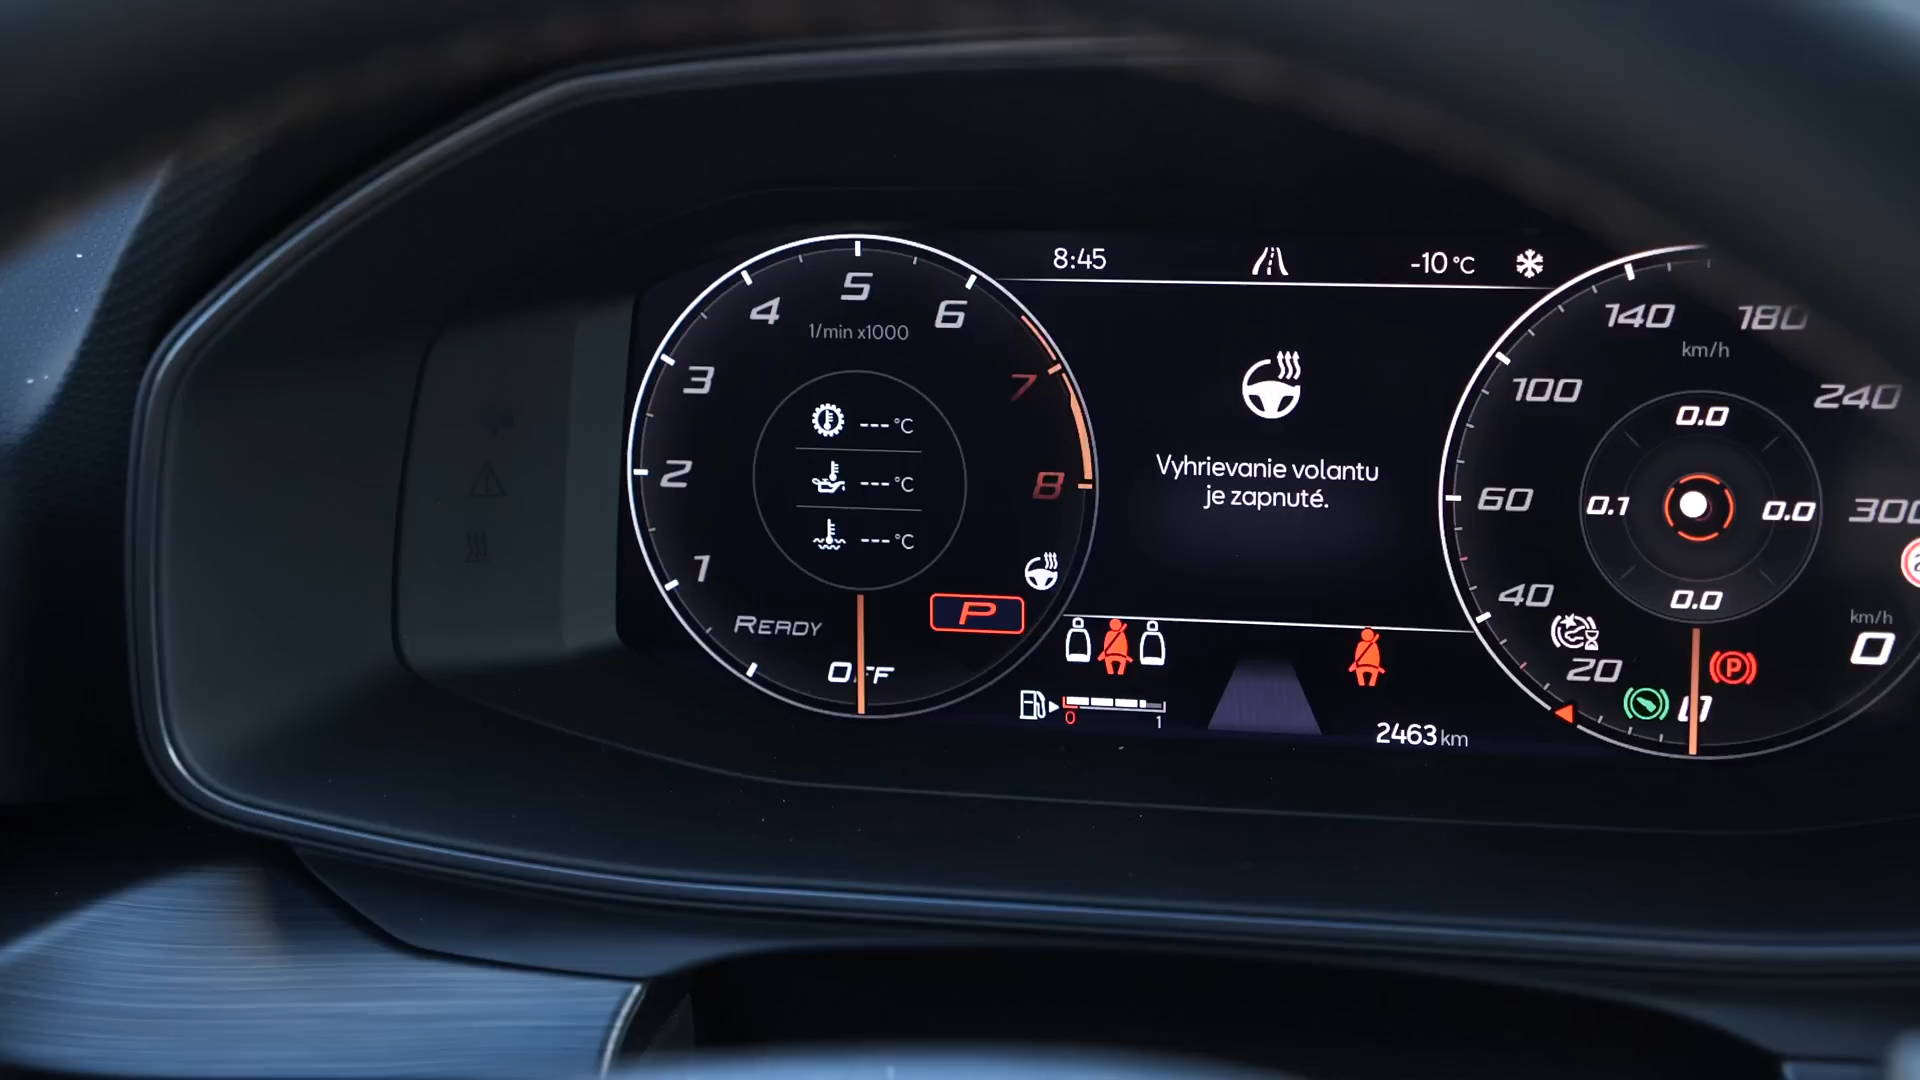 8:45
-10 °C
5
4
6
1/min x1000
3
7
--- °C
2
--- °C
8
--- °C
1
READY
P
OFF
Vyhrievanie volantu
je zapnuté.
0
1
2463 km
140
180
km/h
100
240
0.0
60
0.1
0.0
300
40
0.0
20
P
km/h
0